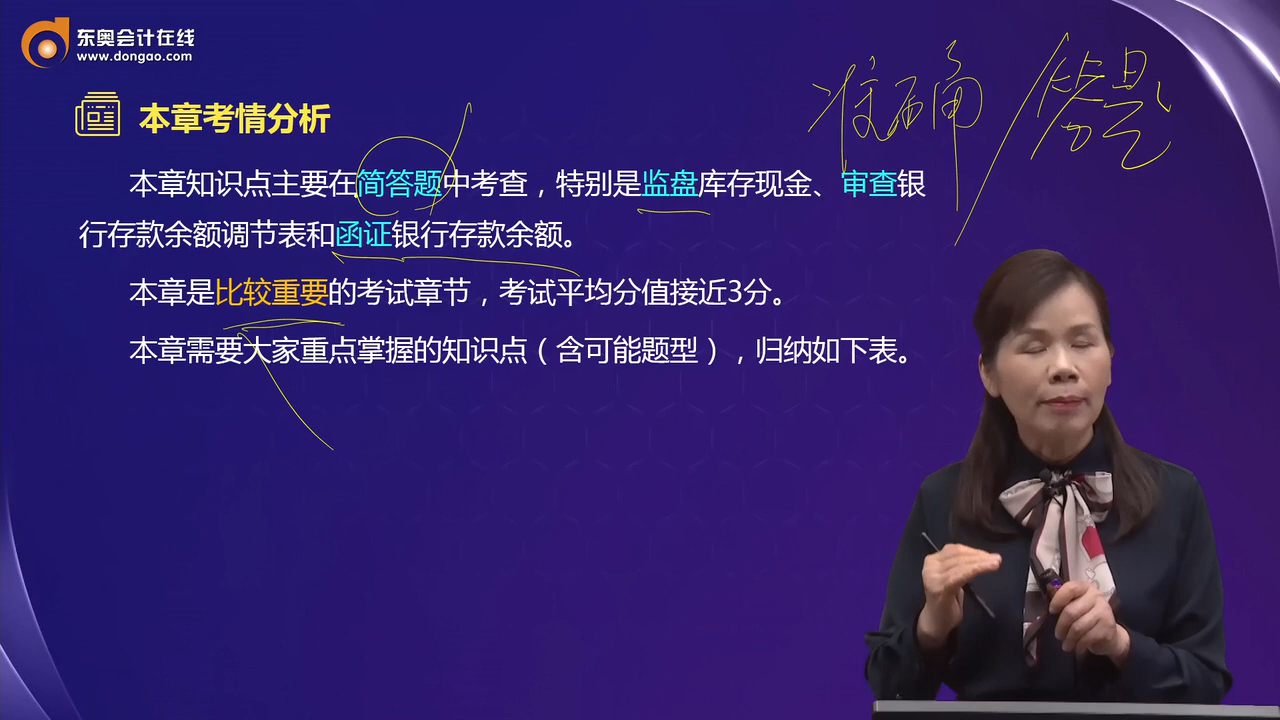 东奥会计在线
www.dongao.com
本章考情分析
准确/答题
本章知识点主要在简答题中考查，特别是监盘库存现金、审查银
行存款余额调节表和函证银行存款余额。
本章是比较重要的考试章节，考试平均分值接近3分。
本章需要大家重点掌握的知识点（含可能题型），归纳如下表。